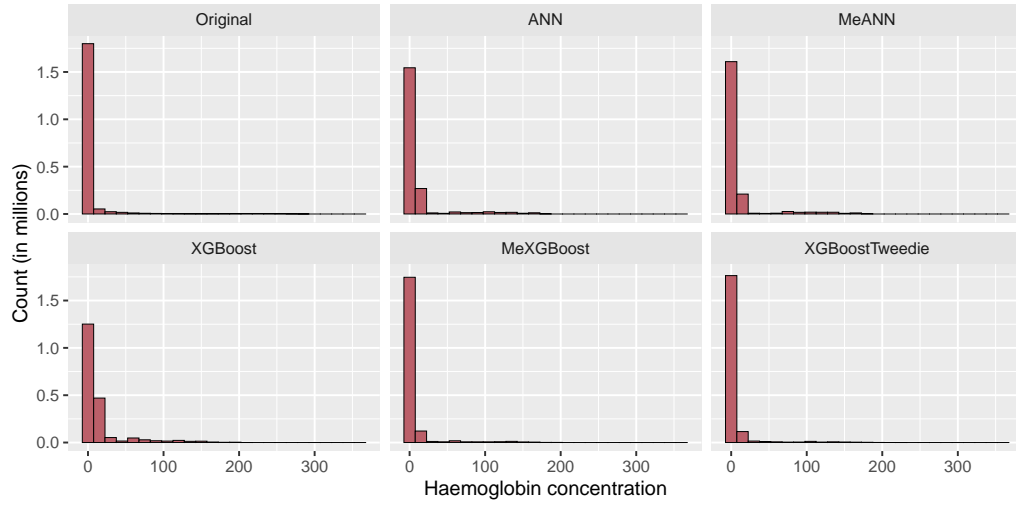 Original ANN MeANN
1.5
1.0
0.5
0.0
XGBoost MeXGBoost XGBoostTweedie
1.5
1.0
0.5
0.0
0 100 200 300 0 100 200 300 0 100 200 300
Haemoglobin concentration
Count (in millions)